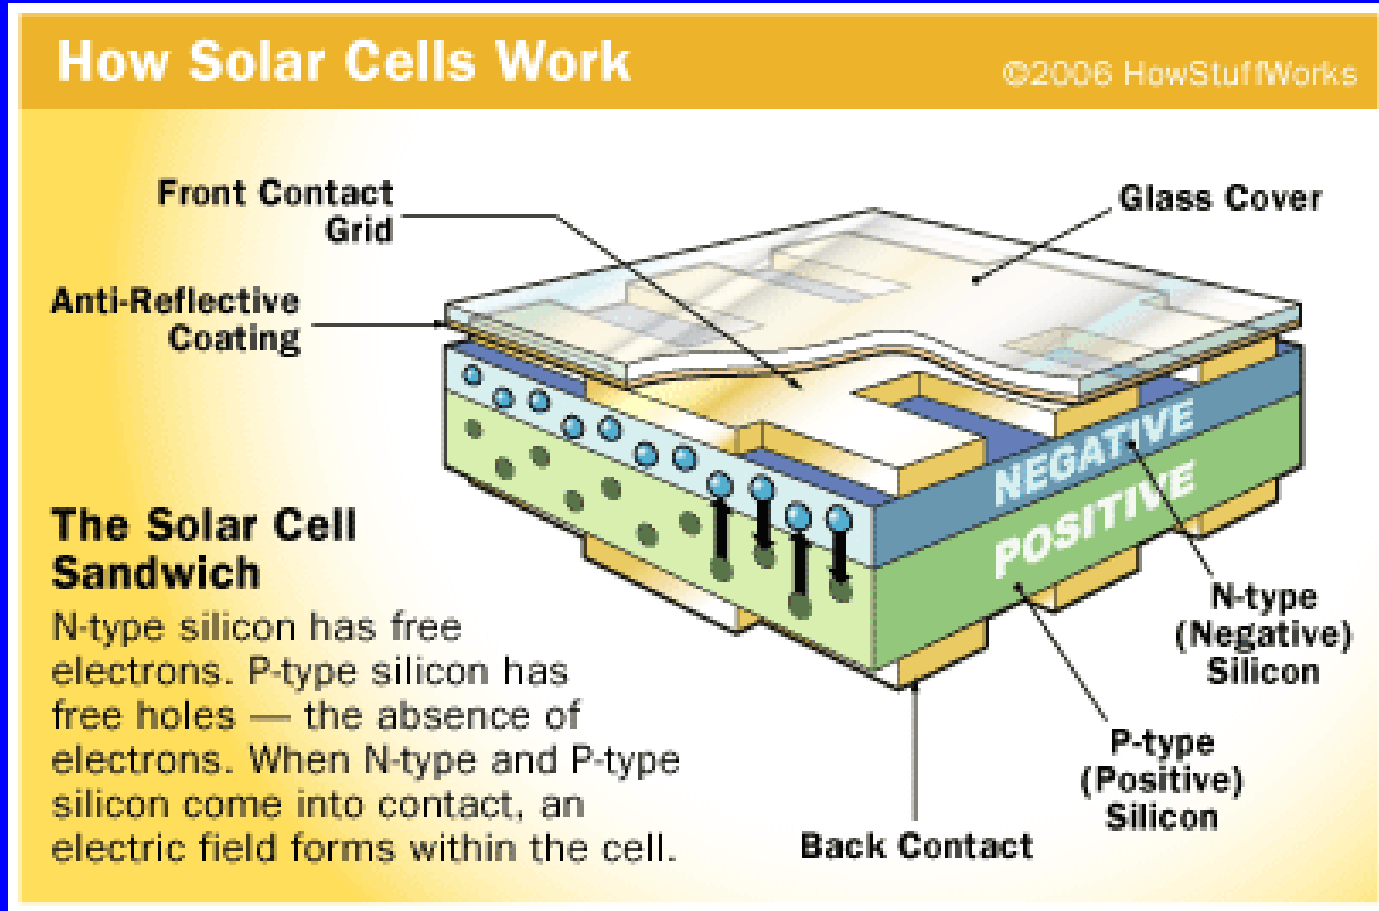 How Solar Cells Work
©2006 HowStuffWorks
Front Contact
Grid
Glass Cover
Anti-Reflective
Coating
NEGATIVE
POSITIVE
The Solar Cell
Sandwich
N-type silicon has free
electrons. P-type silicon has
free holes — the absence of
electrons. When N-type and P-type
silicon come into contact, an
electric field forms within the cell.
N-type
(Negative)
Silicon
P-type
(Positive)
Silicon
Back Contact